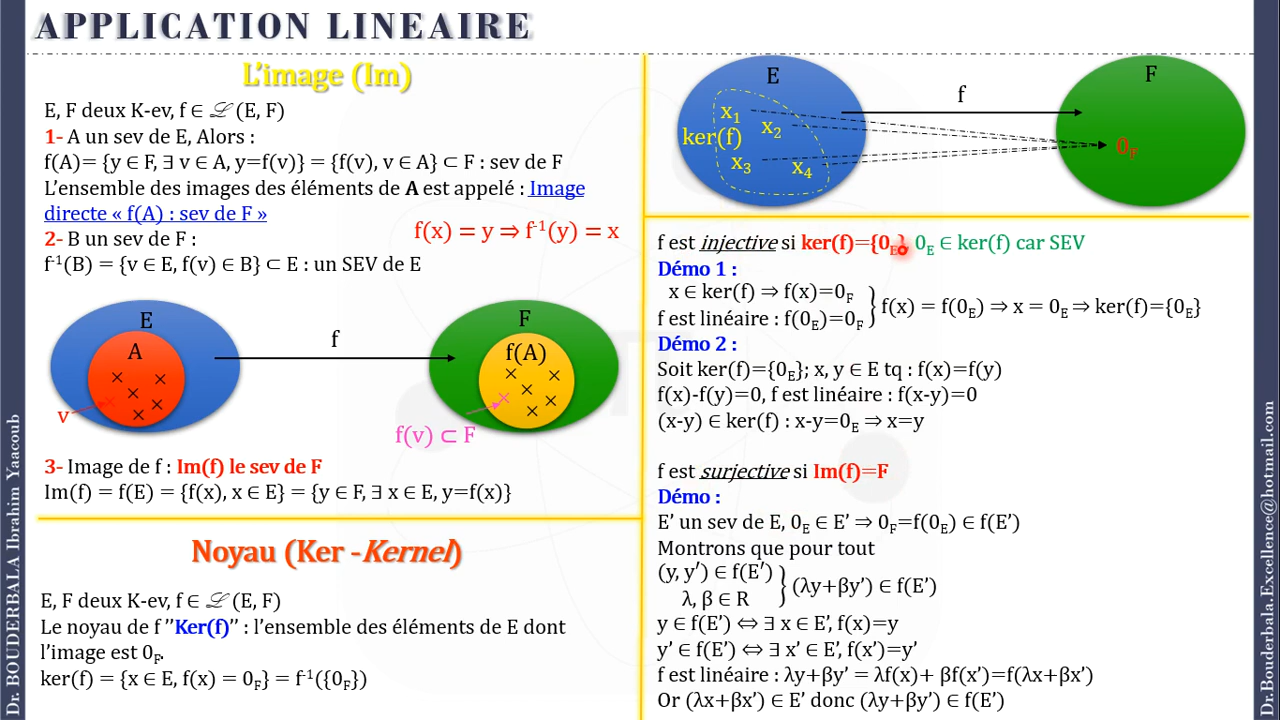 APPLICATION LINEAIRE
L'image (Im)
E, F deux K-ev, f ∈ ℒ (E, F)
1- A un sev de E, Alors :
f(A)= {y ∈ F, ∃ v ∈ A, y=f(v)} = {f(v), v ∈ A} ⊂ F : sev de F
L'ensemble des images des éléments de A est appelé : Image
directe « f(A) : sev de F »
f(x) = y ⇒ f⁻¹(y) = x
2- B un sev de F :
f⁻¹(B) = {v ∈ E, f(v) ∈ B} ⊂ E : un SEV de E
E
A
v
f
F
f(A)
f(v) ⊂ F
3- Image de f : Im(f) le sev de F
Im(f) = f(E) = {f(x), x ∈ E} = {y ∈ F, ∃ x ∈ E, y=f(x)}
Noyau (Ker -Kernel)
E, F deux K-ev, f ∈ ℒ (E, F)
Le noyau de f ''Ker(f)'' : l'ensemble des éléments de E dont
l'image est 0_F.
ker(f) = {x ∈ E, f(x) = 0_F} = f⁻¹({0_F})
E
x₁
x₂
ker(f)
x₃
x₄
f
F
0_F
f est injective si ker(f)={0_E} 0_E ∈ ker(f) car SEV
Démo 1 :
x ∈ ker(f) ⇒ f(x)=0_F
f est linéaire : f(0_E)=0_F
f(x) = f(0_E) ⇒ x = 0_E ⇒ ker(f)={0_E}
Démo 2 :
Soit ker(f)={0_E}; x, y ∈ E tq : f(x)=f(y)
f(x)-f(y)=0, f est linéaire : f(x-y)=0
(x-y) ∈ ker(f) : x-y=0_E ⇒ x=y
f est surjective si Im(f)=F
Démo :
E' un sev de E, 0_E ∈ E' ⇒ 0_F=f(0_E) ∈ f(E')
Montrons que pour tout
(y, y') ∈ f(E')
λ, β ∈ R
(λy+βy') ∈ f(E')
y ∈ f(E') ⇔ ∃ x ∈ E', f(x)=y
y' ∈ f(E') ⇔ ∃ x' ∈ E', f(x')=y'
f est linéaire : λy+βy' = λf(x)+ βf(x')=f(λx+βx')
Or (λx+βx') ∈ E' donc (λy+βy') ∈ f(E')
Dr. BOUDERBALA Ibrahim Yaacoub
Dr.Bouderbala.Excellence@hotmail.com